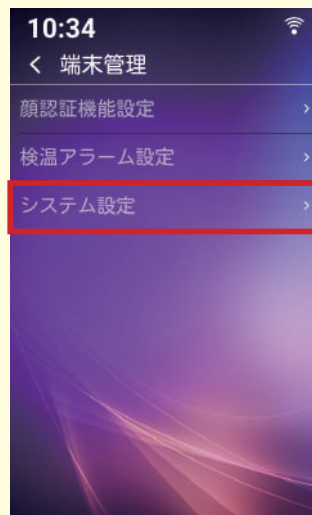 10:34
< 端末管理
顔認証機能設定 >
検温アラーム設定 >
システム設定 >